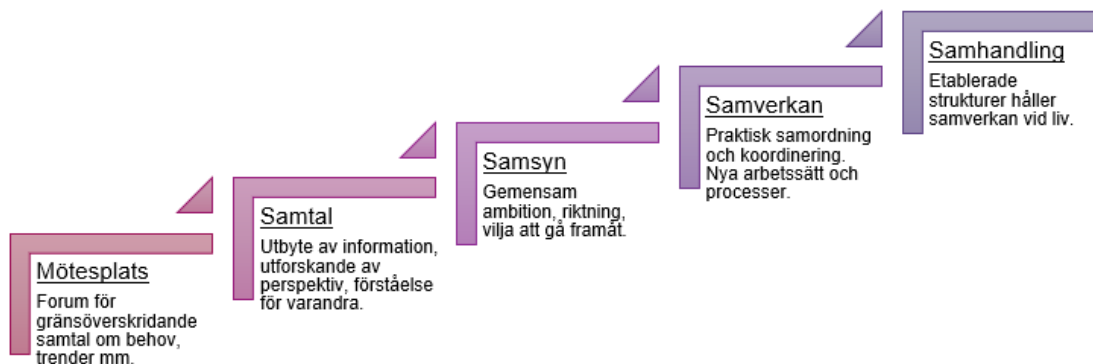 Mötesplats
Forum för
gränsöverskridande
samtal om behov,
trender mm.
Samtal
Utbyte av information,
utforskande av
perspektiv, förståelse
för varandra.
Samsyn
Gemensam
ambition, riktning,
vilja att gå framåt.
Samverkan
Praktisk samordning
och koordinering.
Nya arbetssätt och
processer.
Samhandling
Etablerade
strukturer håller
samverkan vid liv.